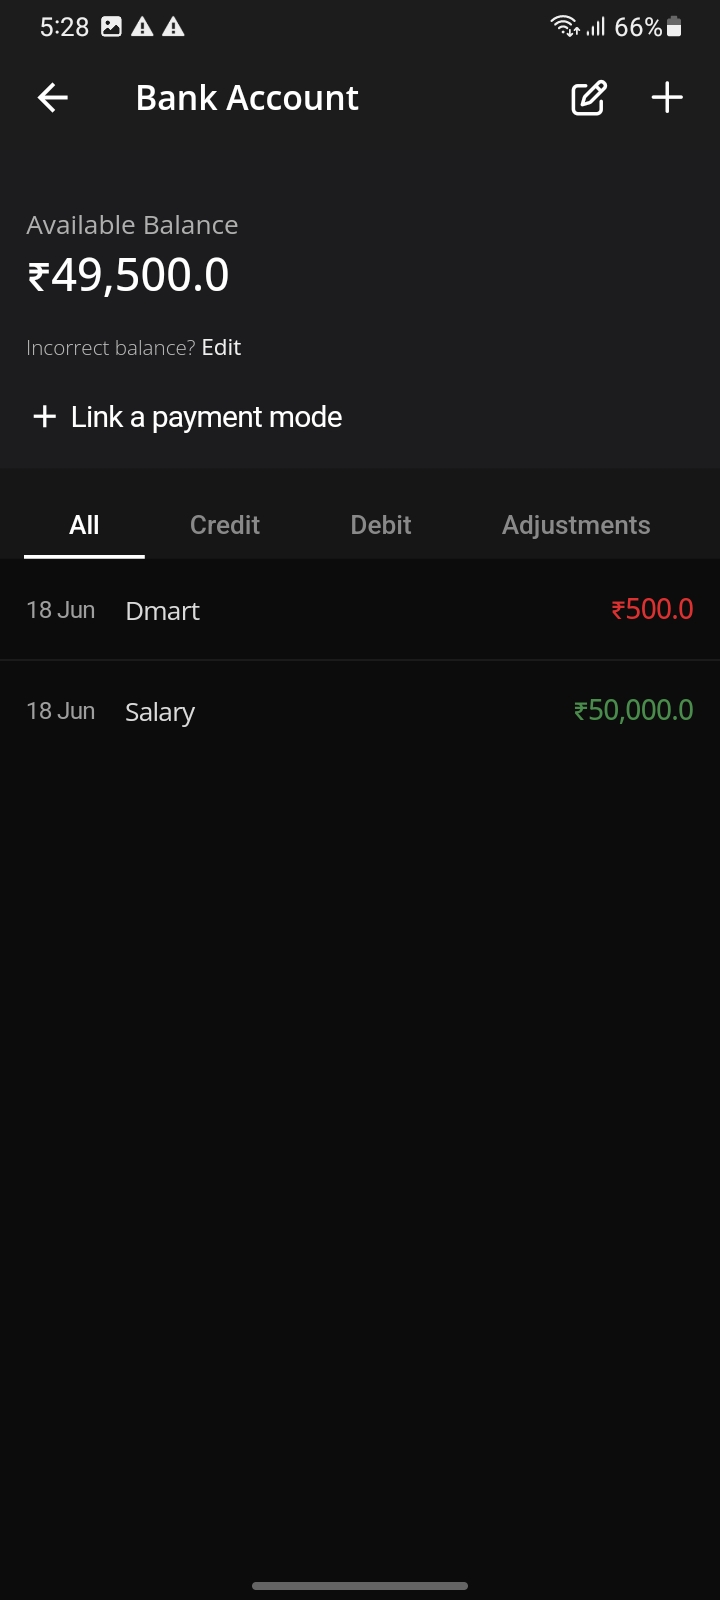 5:28 66%
Bank Account
Available Balance
₹49,500.0
Incorrect balance? Edit
+ Link a payment mode
All Credit Debit Adjustments
18 Jun Dmart ₹500.0
18 Jun Salary ₹50,000.0